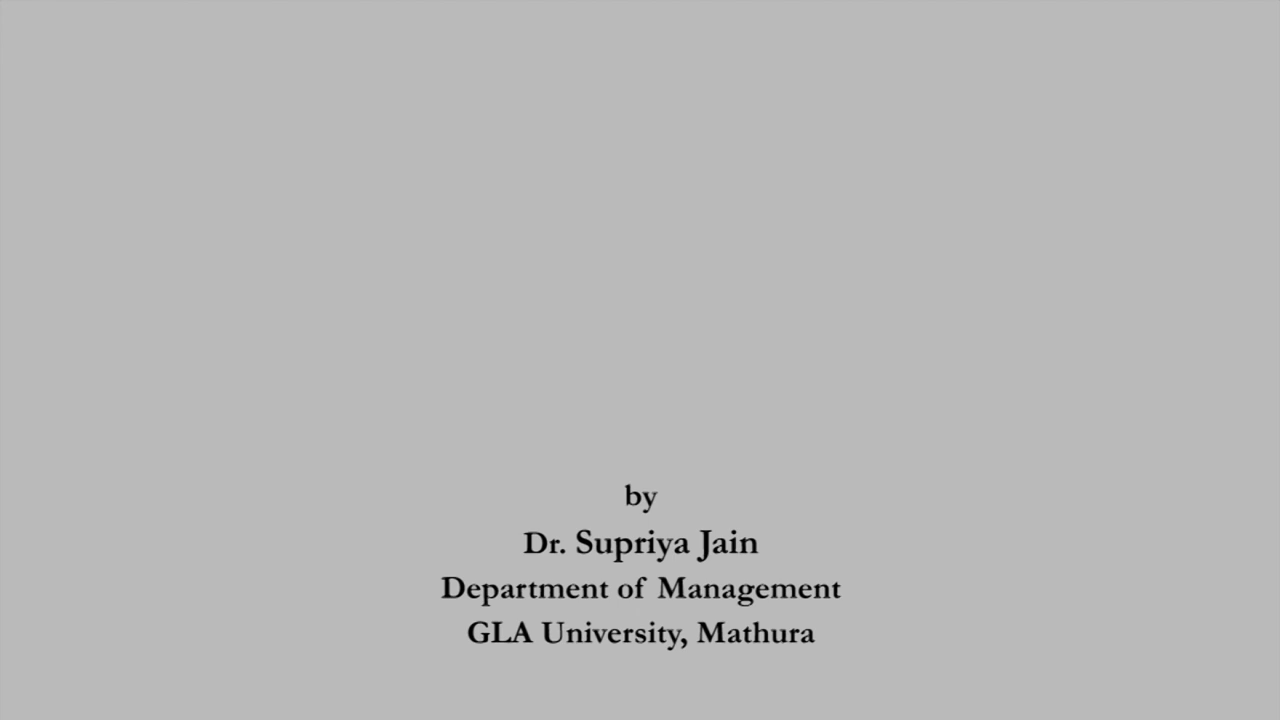 by
Dr. Supriya Jain
Department of Management
GLA University, Mathura